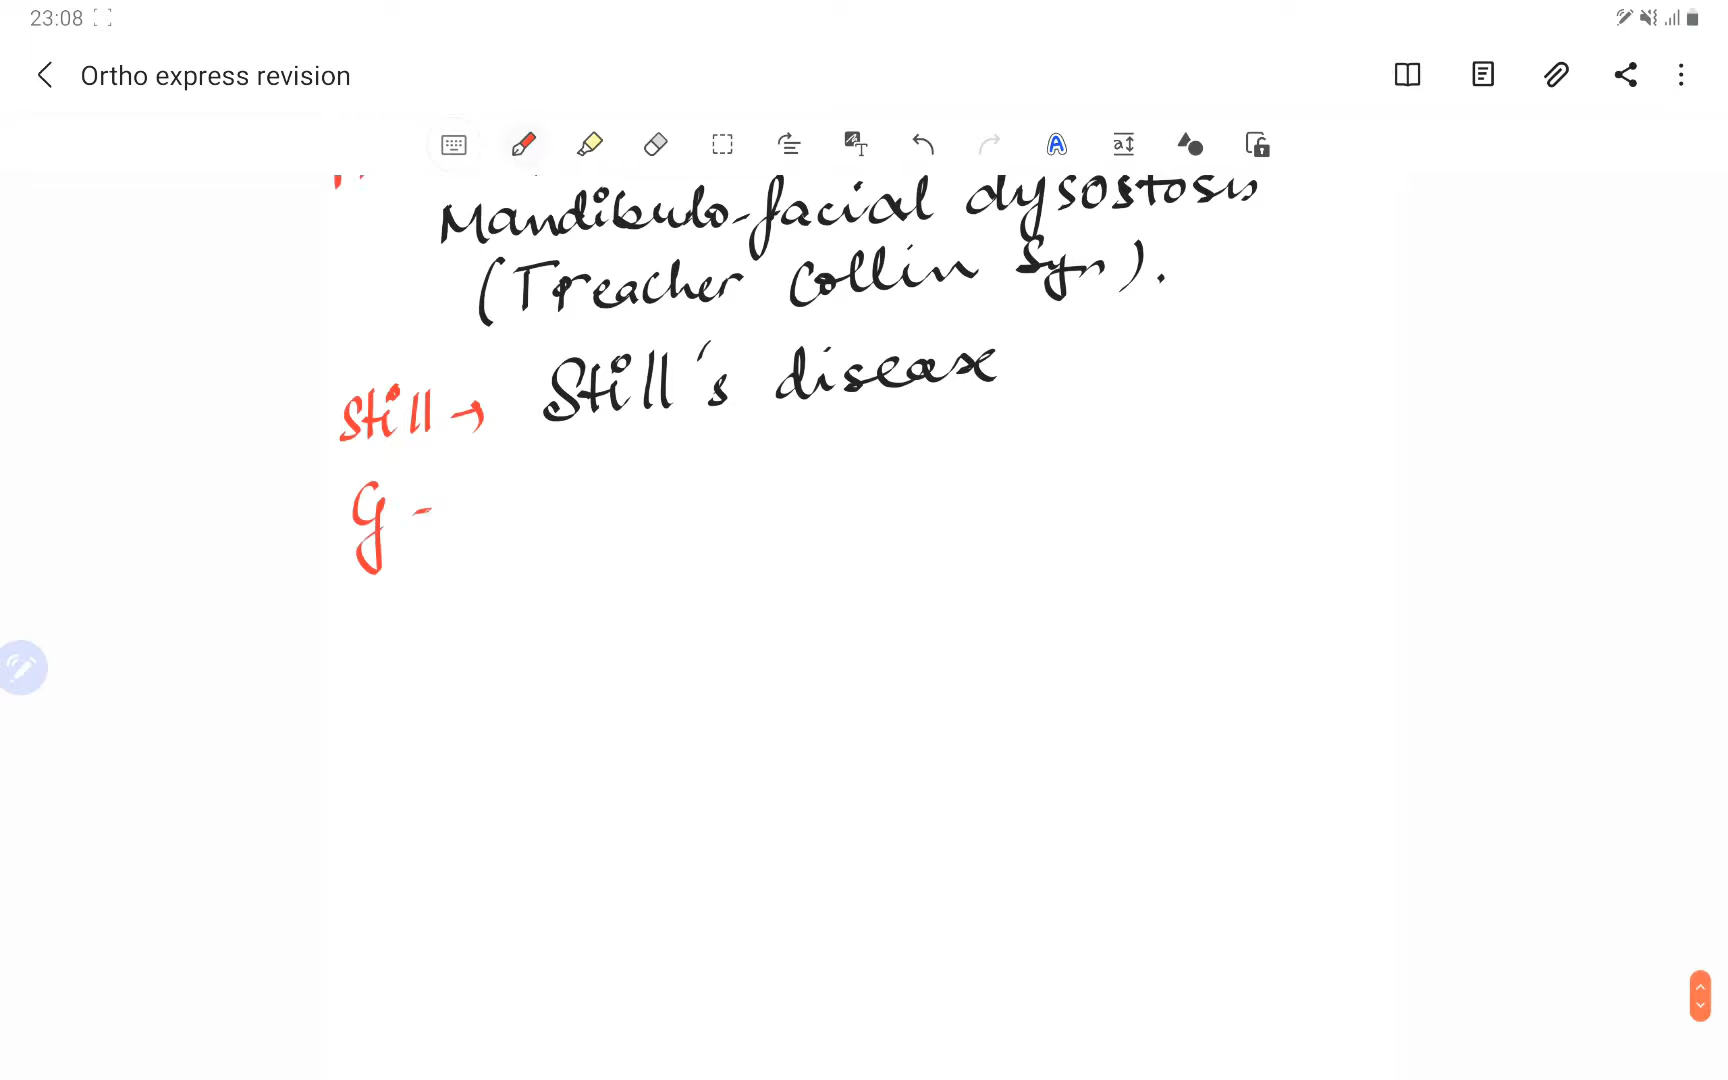 23:08
Ortho express revision
Mandibulo-facial dysostosis
(Treacher Collin Syn).
Still → Still's disease
G -